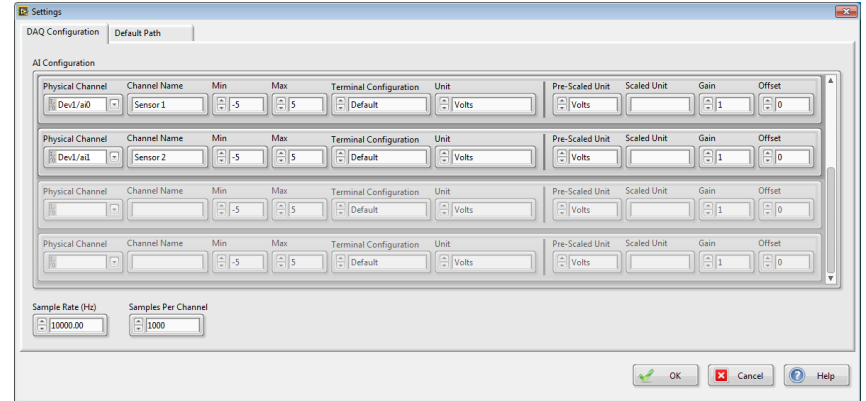 Settings
DAQ Configuration Default Path
AI Configuration
Physical Channel Channel Name Min Max Terminal Configuration Unit Pre-Scaled Unit Scaled Unit Gain Offset
Dev1/ai0 Sensor 1 -5 5 Default Volts Volts 1 0
Physical Channel Channel Name Min Max Terminal Configuration Unit Pre-Scaled Unit Scaled Unit Gain Offset
Dev1/ai1 Sensor 2 -5 5 Default Volts Volts 1 0
Physical Channel Channel Name Min Max Terminal Configuration Unit Pre-Scaled Unit Scaled Unit Gain Offset
-5 5 Default Volts Volts 1 0
Physical Channel Channel Name Min Max Terminal Configuration Unit Pre-Scaled Unit Scaled Unit Gain Offset
-5 5 Default Volts Volts 1 0
Sample Rate (Hz) Samples Per Channel
10000.00 1000
OK Cancel Help